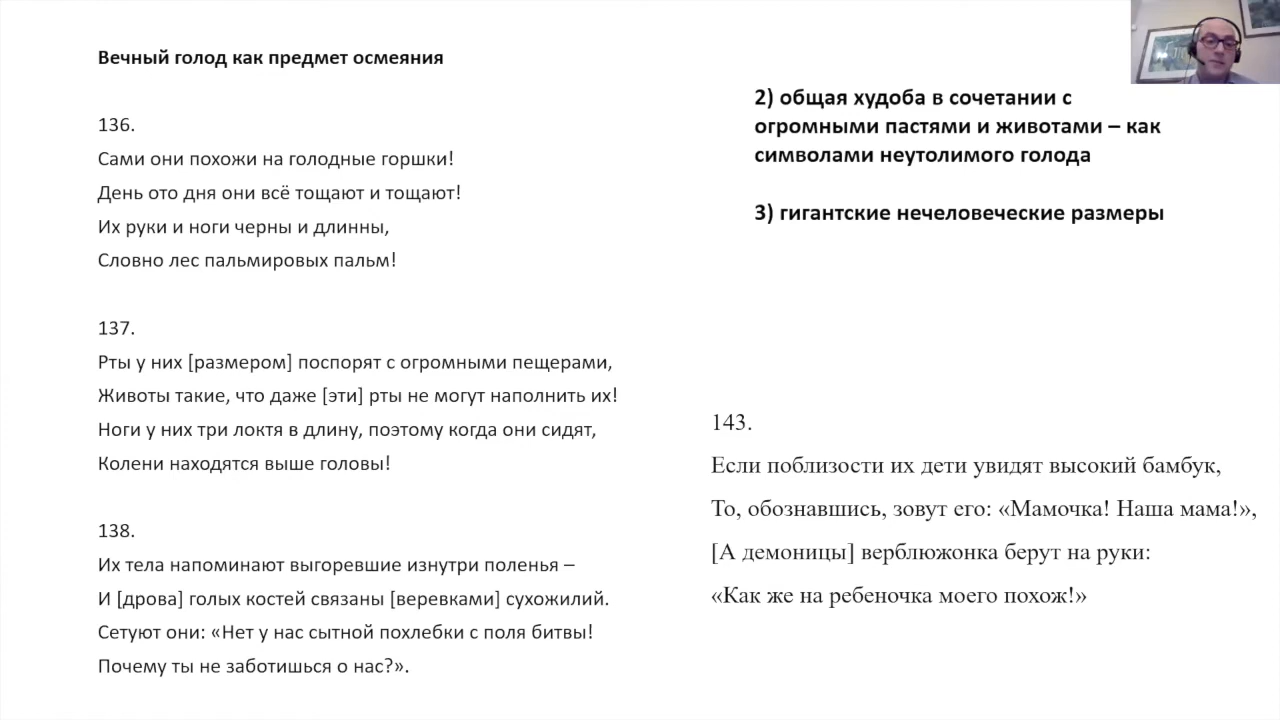 Вечный голод как предмет осмеяния
136.
Сами они похожи на голодные горшки!
День ото дня они всё тощают и тощают!
Их руки и ноги черны и длинны,
Словно лес пальмировых пальм!
137.
Рты у них [размером] поспорят с огромными пещерами,
Животы такие, что даже [эти] рты не могут наполнить их!
Ноги у них три локтя в длину, поэтому когда они сидят,
Колени находятся выше головы!
138.
Их тела напоминают выгоревшие изнутри поленья –
И [дрова] голых костей связаны [веревками] сухожилий.
Сетуют они: «Нет у нас сытной похлебки с поля битвы!
Почему ты не заботишься о нас?».
2) общая худоба в сочетании с
огромными пастями и животами – как
символами неутолимого голода
3) гигантские нечеловеческие размеры
143.
Если поблизости их дети увидят высокий бамбук,
То, обознавшись, зовут его: «Мамочка! Наша мама!»,
[А демоницы] верблюжонка берут на руки:
«Как же на ребеночка моего похож!»